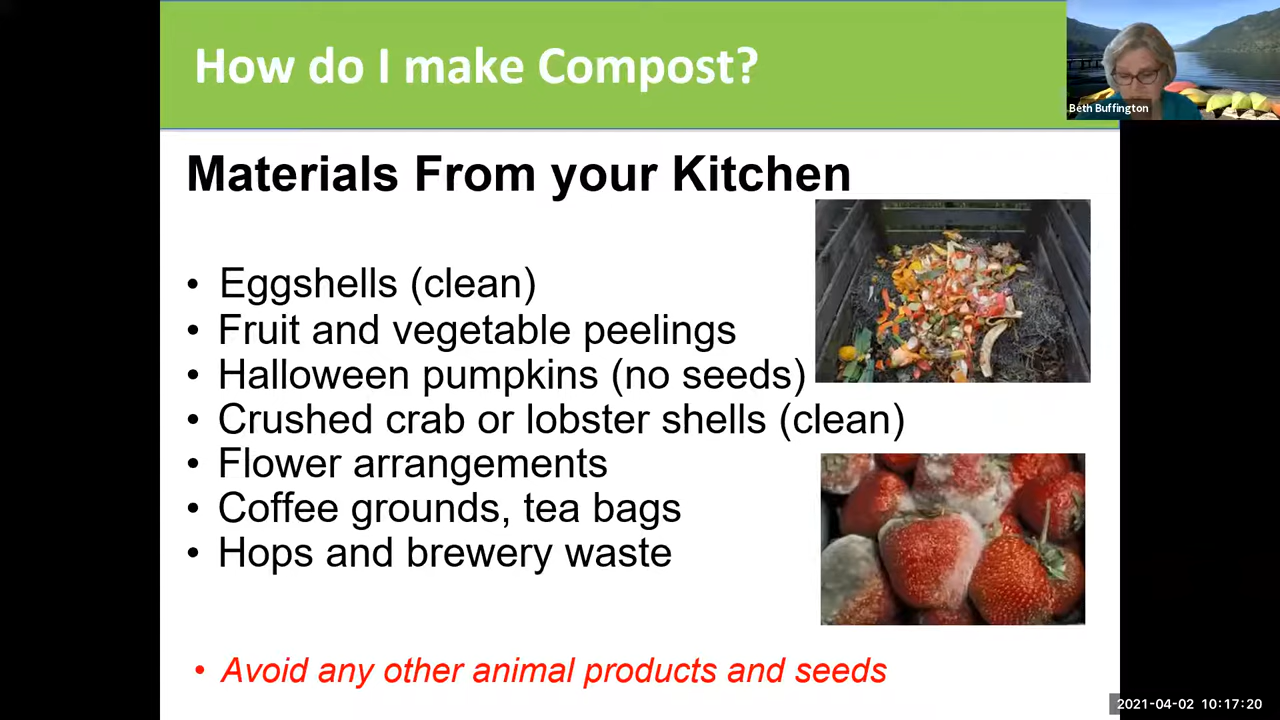 How do I make Compost?
Beth Buffington
Materials From your Kitchen
• Eggshells (clean)
• Fruit and vegetable peelings
• Halloween pumpkins (no seeds)
• Crushed crab or lobster shells (clean)
• Flower arrangements
• Coffee grounds, tea bags
• Hops and brewery waste
• Avoid any other animal products and seeds
2021-04-02 10:17:20